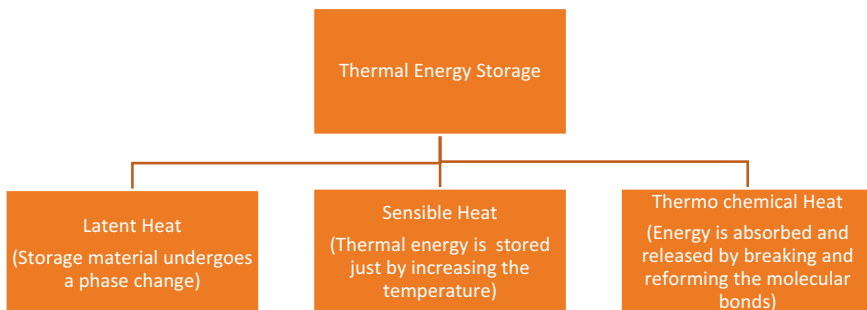 Thermal Energy Storage
Latent Heat
(Storage material undergoes
a phase change)
Sensible Heat
(Thermal energy is stored
just by increasing the
temperature)
Thermo chemical Heat
(Energy is absorbed and
released by breaking and
reforming the molecular
bonds)